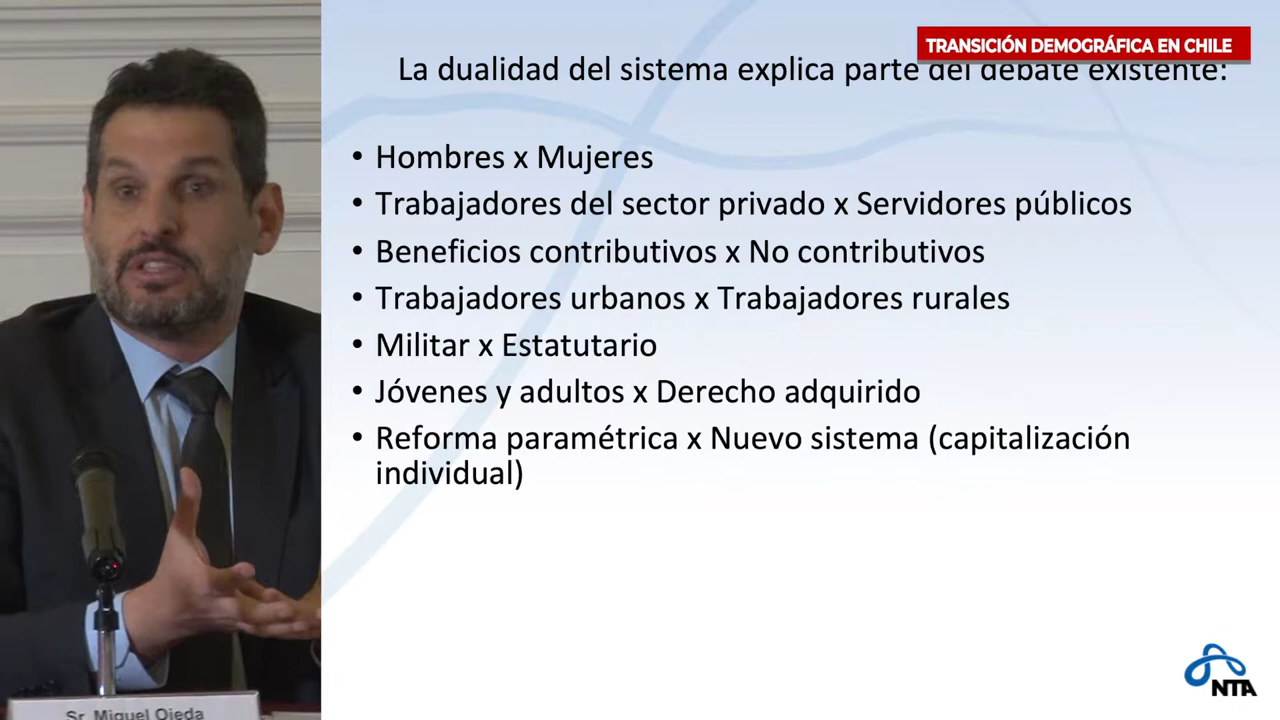 TRANSICIÓN DEMOGRÁFICA EN CHILE
La dualidad del sistema explica parte del debate existente:
• Hombres x Mujeres
• Trabajadores del sector privado x Servidores públicos
• Beneficios contributivos x No contributivos
• Trabajadores urbanos x Trabajadores rurales
• Militar x Estatutario
• Jóvenes y adultos x Derecho adquirido
• Reforma paramétrica x Nuevo sistema (capitalización
individual)
NTA
Sr. Miguel Ojeda